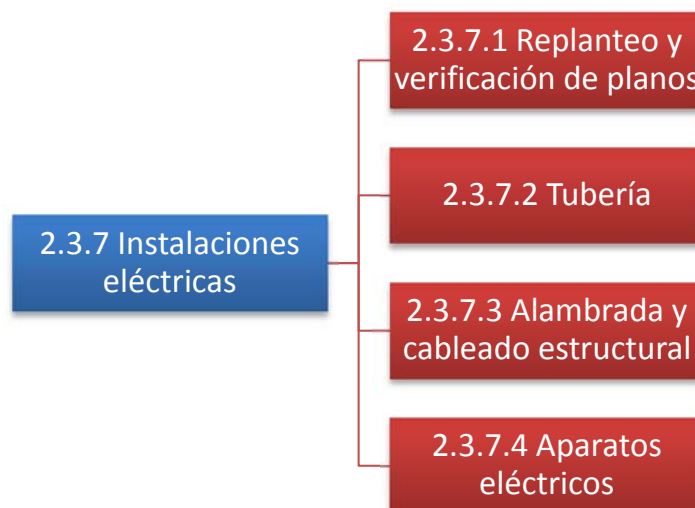 2.3.7.1 Replanteo y
verificación de planos
2.3.7.2 Tubería
2.3.7 Instalaciones
eléctricas
2.3.7.3 Alambrada y
cableado estructural
2.3.7.4 Aparatos
eléctricos